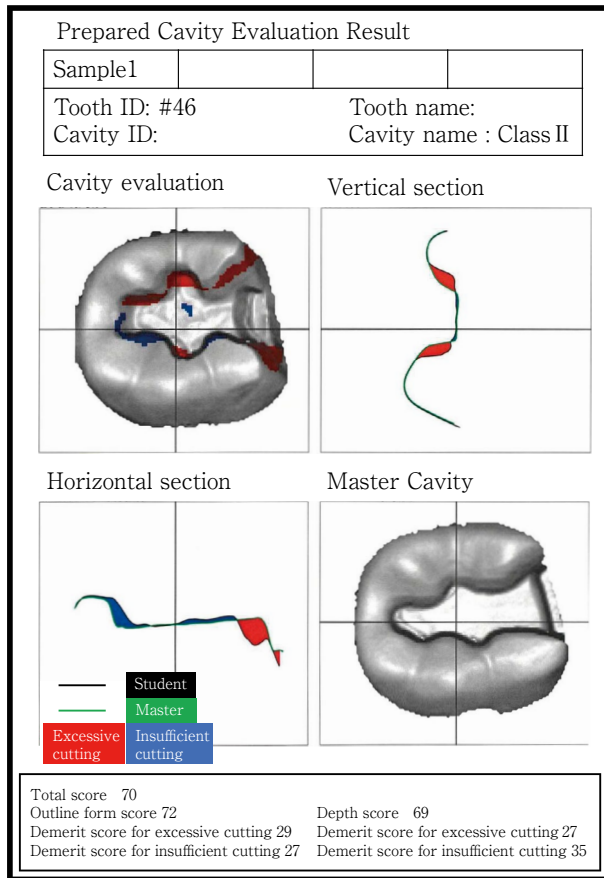 Prepared Cavity Evaluation Result
Sample1
Tooth ID: #46 Tooth name:
Cavity ID: Cavity name : Class Ⅱ
Cavity evaluation Vertical section
Horizontal section Master Cavity
Student
Master
Excessive cutting Insufficient cutting
Total score 70
Outline form score 72 Depth score 69
Demerit score for excessive cutting 29 Demerit score for excessive cutting 27
Demerit score for insufficient cutting 27 Demerit score for insufficient cutting 35